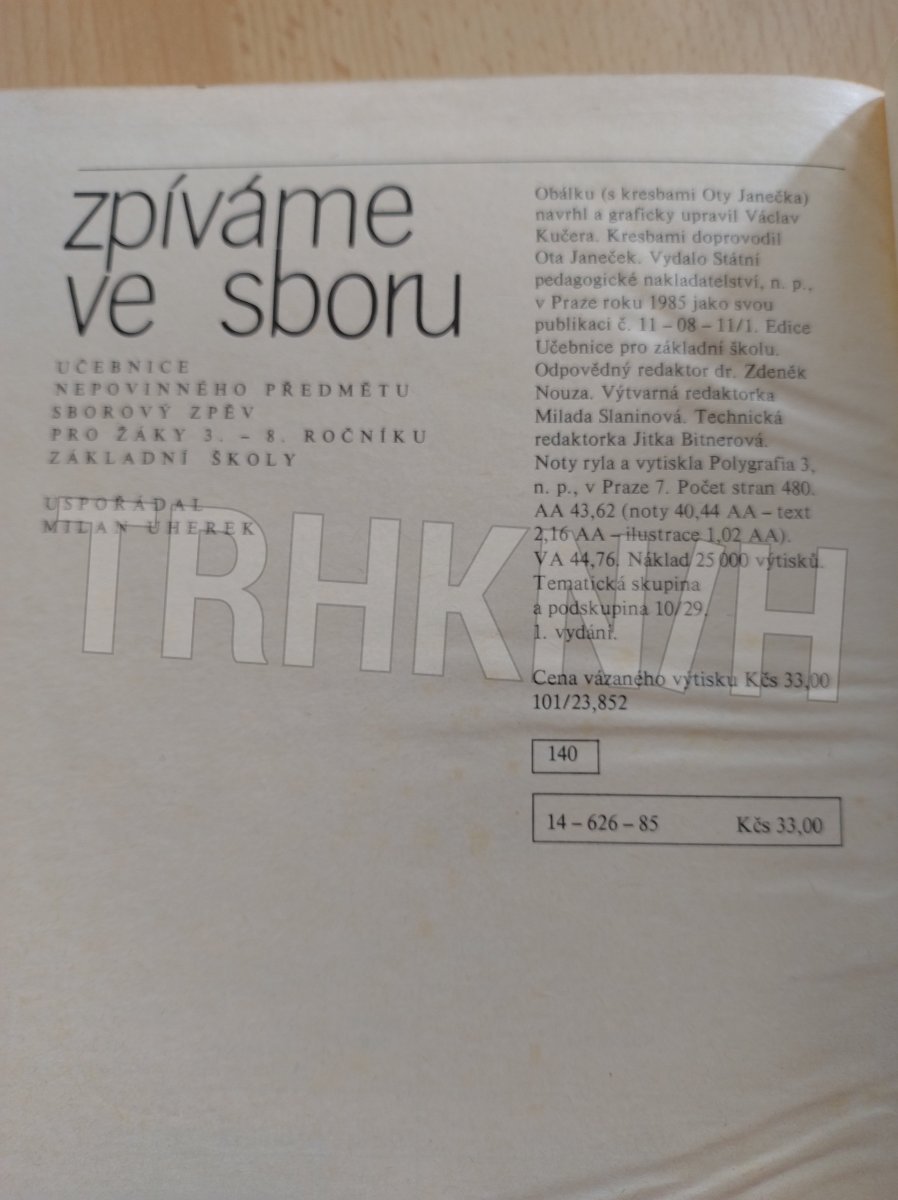 zpíváme
ve sboru
UČEBNICE
NEPOVINNÉHO PŘEDMĚTU
SBOROVÝ ZPĚV
PRO ŽÁKY 3. – 8. ROČNÍKU
ZÁKLADNÍ ŠKOLY
USPOŘÁDAL
MILAN UHEREK
Obálku (s kresbami Oty Janečka)
navrhl a graficky upravil Václav
Kučera. Kresbami doprovodil
Ota Janeček. Vydalo Státní
pedagogické nakladatelství, n. p.,
v Praze roku 1985 jako svou
publikaci č. 11 – 08 – 11/1. Edice
Učebnice pro základní školu.
Odpovědný redaktor dr. Zdeněk
Nouza. Výtvarná redaktorka
Milada Slaninová. Technická
redaktorka Jitka Bitnerová.
Noty ryla a vytiskla Polygrafia 3,
n. p., v Praze 7. Počet stran 480.
AA 43,62 (noty 40,44 AA – text
2,16 AA – ilustrace 1,02 AA).
VA 44,76. Náklad 25 000 výtisků.
Tematická skupina
a podskupina 10/29.
1. vydání.
Cena vázaného výtisku Kčs 33,00
101/23,852
140
14 – 626 – 85 Kčs 33,00
TRHKNIH